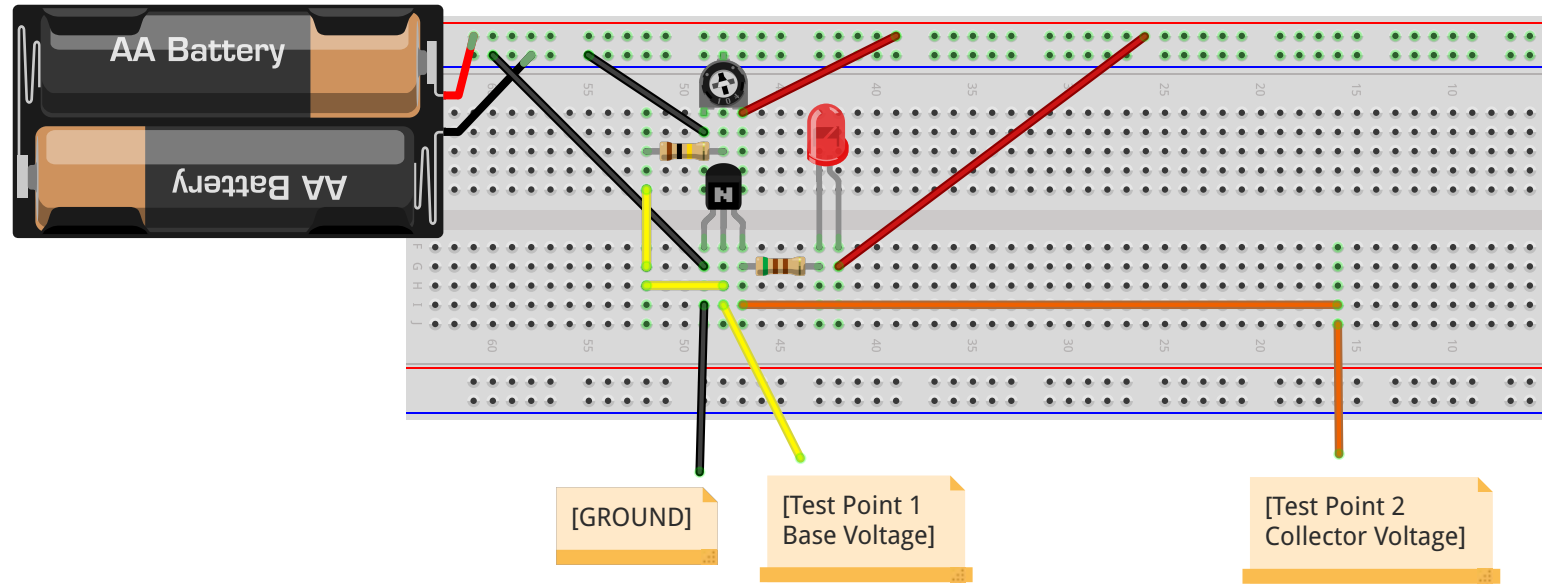 AA Battery
AA Battery
60
55
50
45
40
35
30
25
20
15
10
F
G
H
I
J
60
55
50
45
40
35
30
25
20
15
10
N
[GROUND]
[Test Point 1
Base Voltage]
[Test Point 2
Collector Voltage]